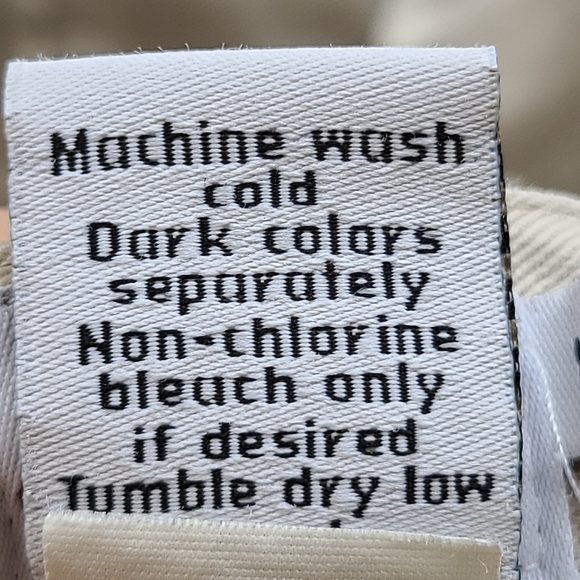 Machine wash
cold
Dark colors
separately
Non-chlorine
bleach only
if desired
Tumble dry low